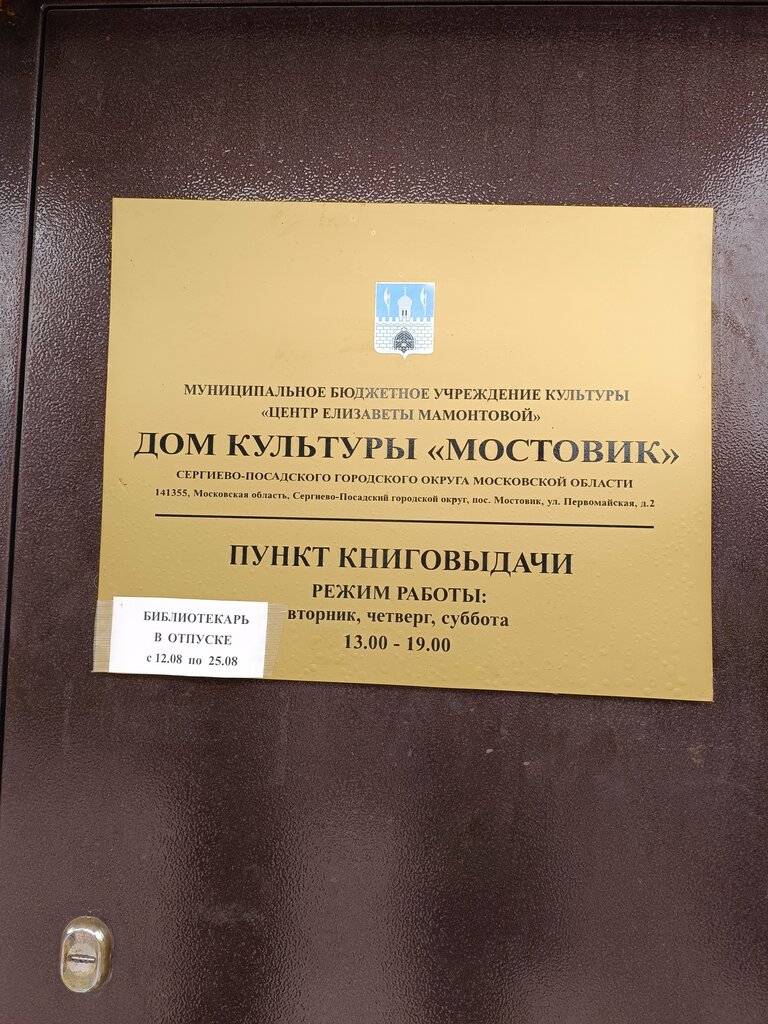 МУНИЦИПАЛЬНОЕ БЮДЖЕТНОЕ УЧРЕЖДЕНИЕ КУЛЬТУРЫ
«ЦЕНТР ЕЛИЗАВЕТЫ МАМОНТОВОЙ»
ДОМ КУЛЬТУРЫ «МОСТОВИК»
СЕРГИЕВО-ПОСАДСКОГО ГОРОДСКОГО ОКРУГА МОСКОВСКОЙ ОБЛАСТИ
141355, Московская область, Сергиево-Посадский городской округ, пос. Мостовик, ул. Первомайская, д.2
ПУНКТ КНИГОВЫДАЧИ
РЕЖИМ РАБОТЫ:
вторник, четверг, суббота
13.00 - 19.00
БИБЛИОТЕКАРЬ
В ОТПУСКЕ
с 12.08 по 25.08